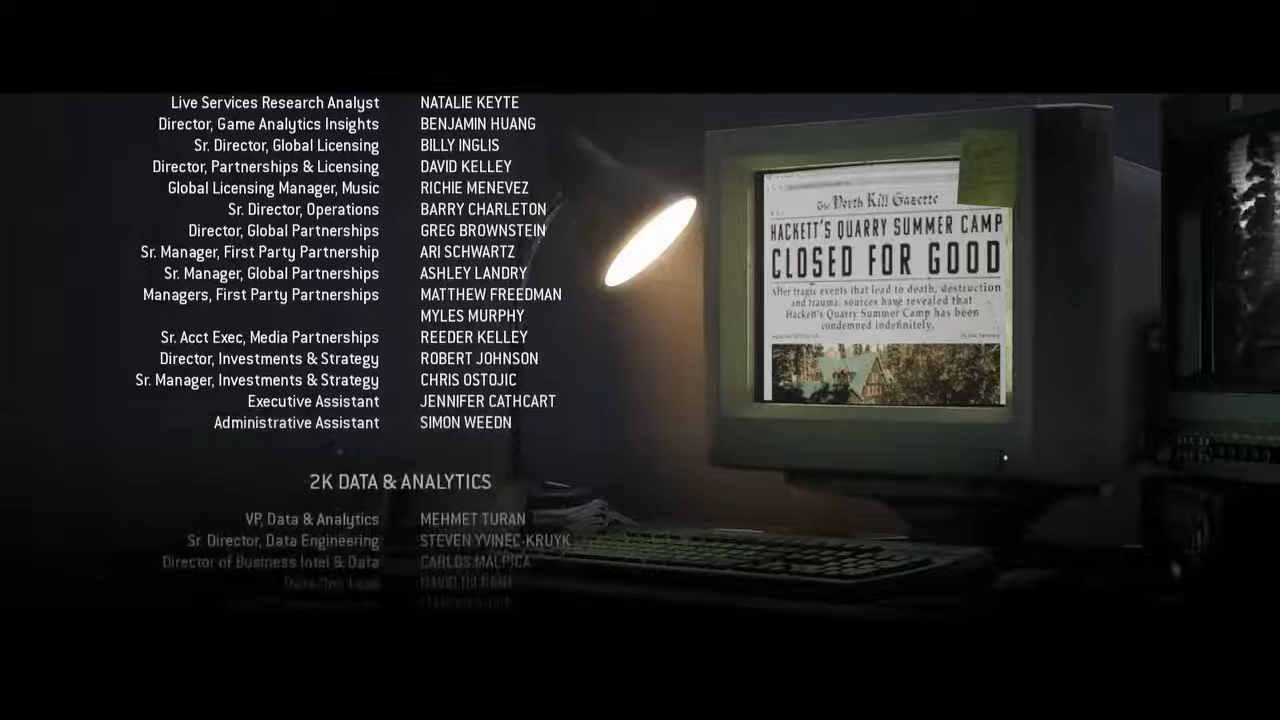 Live Services Research Analyst NATALIE KEYTE
Director, Game Analytics Insights BENJAMIN HUANG
Sr. Director, Global Licensing BILLY INGLIS
Director, Partnerships & Licensing DAVID KELLEY
Global Licensing Manager, Music RICHIE MENEVEZ
Sr. Director, Operations BARRY CHARLETON
Director, Global Partnerships GREG BROWNSTEIN
Sr. Manager, First Party Partnership ARI SCHWARTZ
Sr. Manager, Global Partnerships ASHLEY LANDRY
Managers, First Party Partnerships MATTHEW FREEDMAN
MYLES MURPHY
Sr. Acct Exec, Media Partnerships REEDER KELLEY
Director, Investments & Strategy ROBERT JOHNSON
Sr. Manager, Investments & Strategy CHRIS OSTOJIC
Executive Assistant JENNIFER CATHCART
Administrative Assistant SIMON WEEDN
2K DATA & ANALYTICS
VP, Data & Analytics MEHMET TURAN
Sr. Director, Data Engineering STEVEN YVINEC-KRUYK
Director of Business Intel & Data CARLOS MALPICA
The North Kill Gazette
HACKETT'S QUARRY SUMMER CAMP
CLOSED FOR GOOD
After tragic events that lead to death, destruction
and trauma, sources have revealed that
Hackett's Quarry Summer Camp has been
condemned indefinitely.